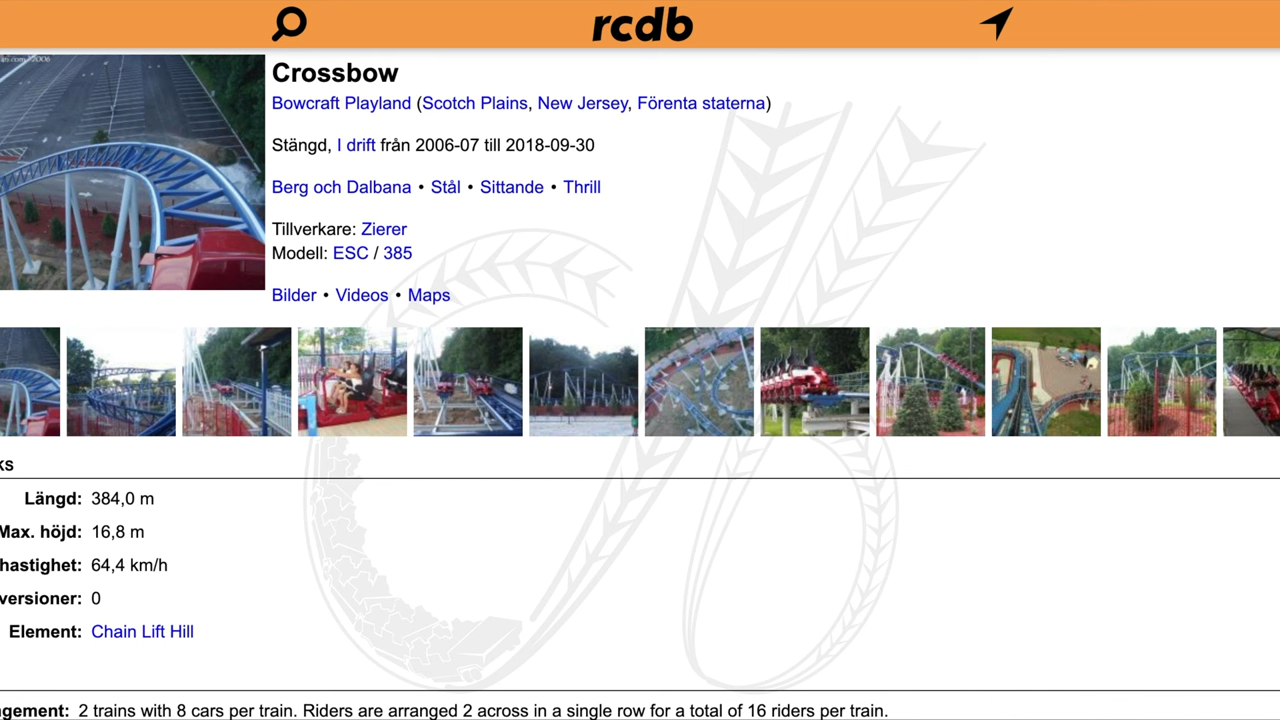 rcdb
Crossbow
Bowcraft Playland (Scotch Plains, New Jersey, Förenta staterna)
Stängd, I drift från 2006-07 till 2018-09-30
Berg och Dalbana • Stål • Sittande • Thrill
Tillverkare: Zierer
Modell: ESC / 385
Bilder • Videos • Maps
Längd: 384,0 m
Max. höjd: 16,8 m
hastighet: 64,4 km/h
versioner: 0
Element: Chain Lift Hill
gement: 2 trains with 8 cars per train. Riders are arranged 2 across in a single row for a total of 16 riders per train.